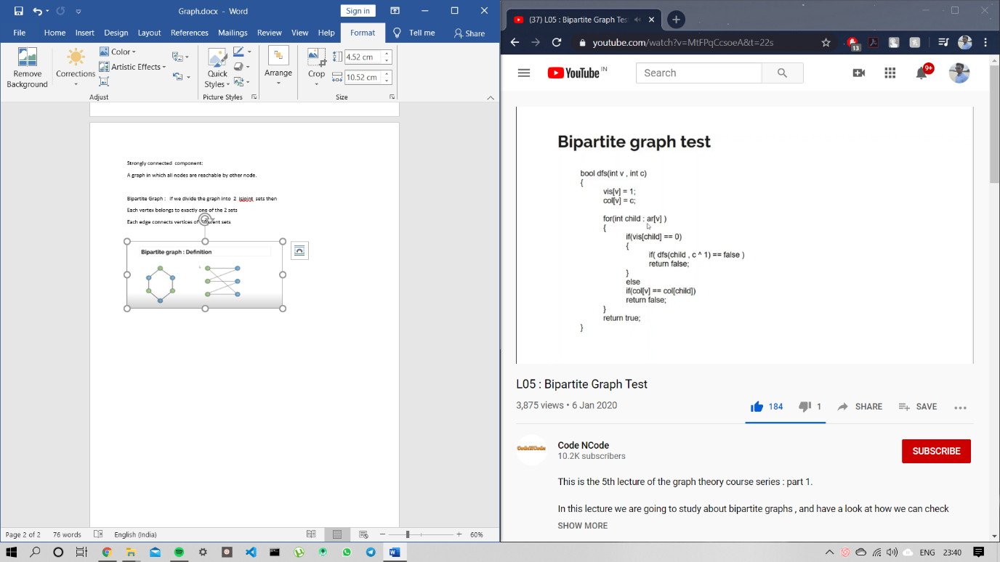 Graph.docx - Word
Sign in
File Home Insert Design Layout References Mailings Review View Help Format Tell me Share
Remove Background
Corrections
Color
Artistic Effects
Adjust
Quick Styles
Picture Styles
Arrange
Crop
4.52 cm
10.52 cm
Size
Strongly connected component:
A graph in which all nodes are reachable by other node.
Bipartite Graph : if we divide the graph into 2 isjoint sets then
Each vertex belongs to exactly one of the 2 sets
Each edge connects vertices of different sets
Bipartite graph : Definition
Page 2 of 2 76 words English (India) 60%
(37) L05 : Bipartite Graph Tes
youtube.com/watch?v=MtFPqCcsoeA&t=22s
13
YouTube IN
Search
9+
Bipartite graph test
bool dfs(int v , int c)
{
vis[v] = 1;
col[v] = c;
for(int child : ar[v] )
{
if(vis[child] == 0)
{
if( dfs(child , c ^ 1) == false )
return false;
}
else
if(col[v] == col[child])
return false;
}
return true;
}
L05 : Bipartite Graph Test
3,875 views • 6 Jan 2020
184 1 SHARE SAVE
CodeNCode
Code NCode
10.2K subscribers
SUBSCRIBE
This is the 5th lecture of the graph theory course series : part 1.
In this lecture we are going to study about bipartite graphs , and have a look at how we can check
SHOW MORE
ENG 23:40